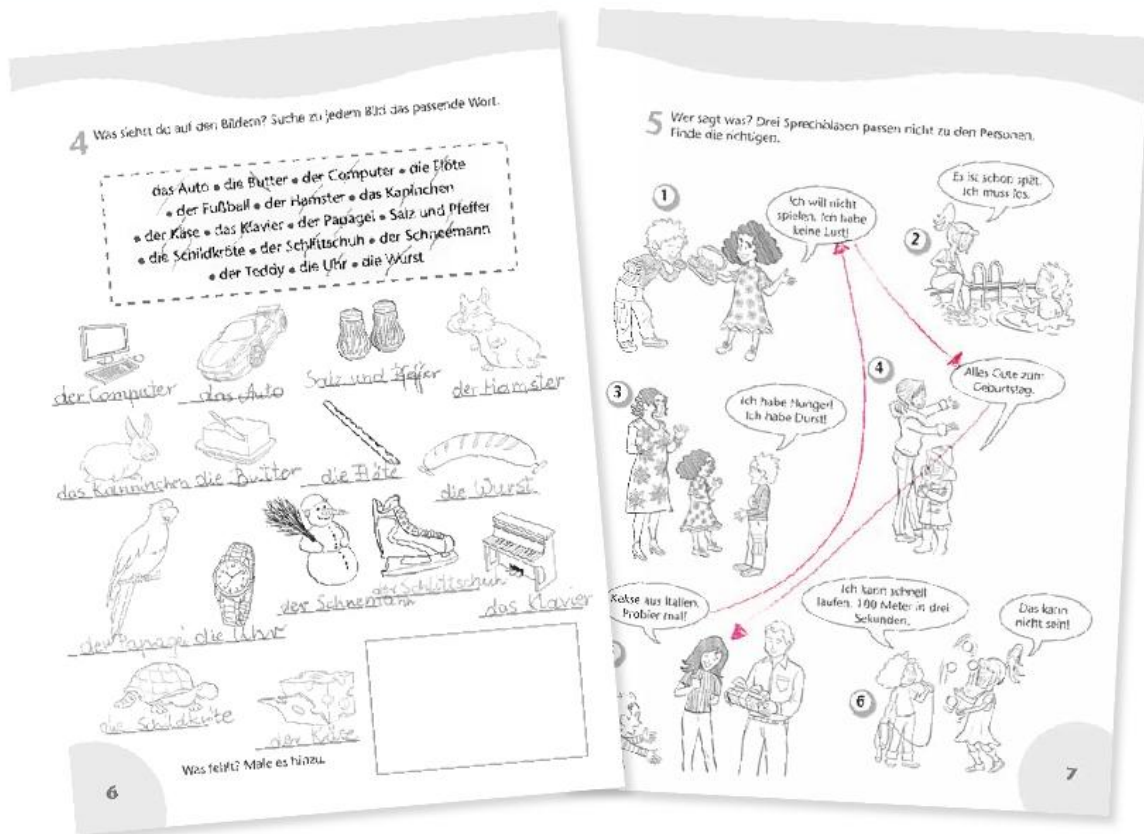 4 Was siehst du auf den Bildern? Suche zu jedem Bild das passende Wort.
das Auto • die Butter • der Computer • die Flöte
• der Fußball • der Hamster • das Kaninchen
• der Käse • das Klavier • der Papagei • Salz und Pfeffer
• die Schildkröte • der Schlittschuh • der Schneemann
• der Teddy • die Uhr • die Wurst
der Computer das Auto Salz und Pfeffer der Hamster
das Kanninchen die Butter die Flöte die Wurst
der Papagei die Uhr der Schnemann der Schlittschuh das Klavier
die Schildkröte der Käse
Was fehlt? Male es hinzu.
6
5 Wer sagt was? Drei Sprechblasen passen nicht zu den Personen.
Finde die richtigen.
1
Ich will nicht
spielen. Ich habe
keine Lust!
2
Es ist schon spät.
Ich muss los.
3
Ich habe Hunger!
Ich habe Durst!
4
Alles Gute zum
Geburtstag.
Kekse aus Italien.
Probier mal!
6
Ich kann schnell
laufen. 100 Meter in drei
Sekunden.
Das kann
nicht sein!
7